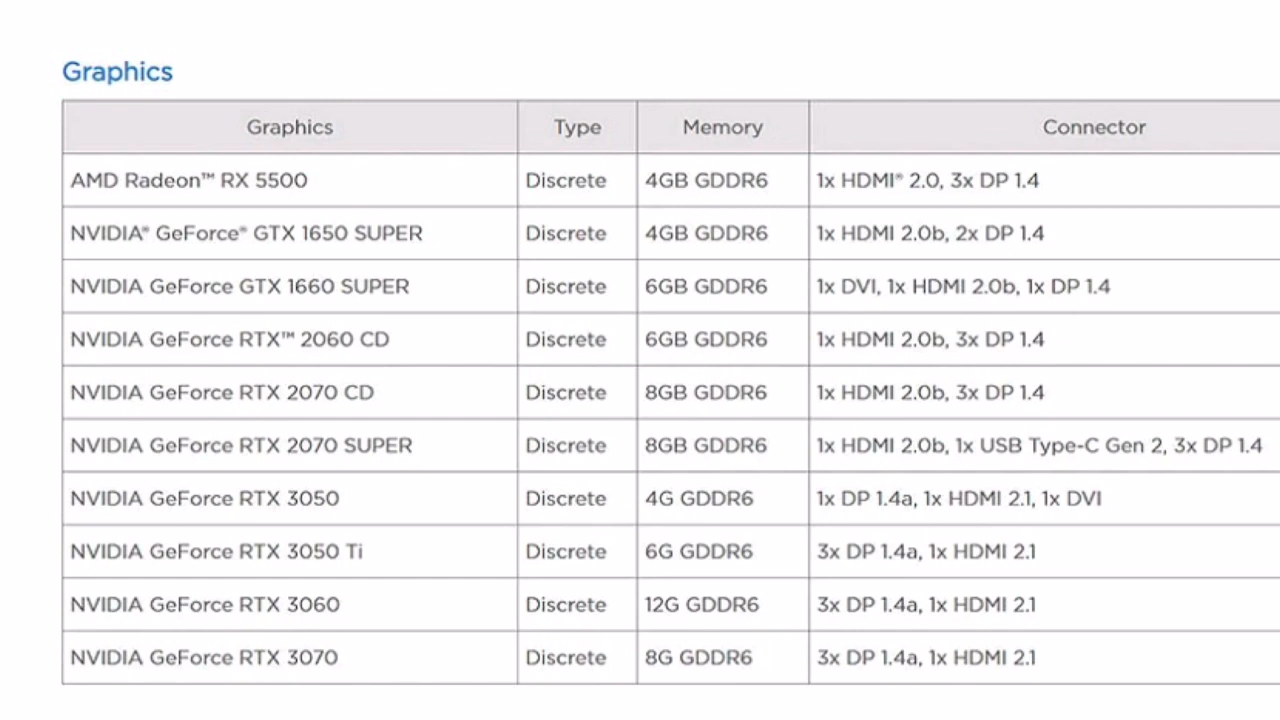 Graphics
Graphics Type Memory Connector
AMD Radeon™ RX 5500 Discrete 4GB GDDR6 1x HDMI® 2.0, 3x DP 1.4
NVIDIA® GeForce® GTX 1650 SUPER Discrete 4GB GDDR6 1x HDMI 2.0b, 2x DP 1.4
NVIDIA GeForce GTX 1660 SUPER Discrete 6GB GDDR6 1x DVI, 1x HDMI 2.0b, 1x DP 1.4
NVIDIA GeForce RTX™ 2060 CD Discrete 6GB GDDR6 1x HDMI 2.0b, 3x DP 1.4
NVIDIA GeForce RTX 2070 CD Discrete 8GB GDDR6 1x HDMI 2.0b, 3x DP 1.4
NVIDIA GeForce RTX 2070 SUPER Discrete 8GB GDDR6 1x HDMI 2.0b, 1x USB Type-C Gen 2, 3x DP 1.4
NVIDIA GeForce RTX 3050 Discrete 4G GDDR6 1x DP 1.4a, 1x HDMI 2.1, 1x DVI
NVIDIA GeForce RTX 3050 Ti Discrete 6G GDDR6 3x DP 1.4a, 1x HDMI 2.1
NVIDIA GeForce RTX 3060 Discrete 12G GDDR6 3x DP 1.4a, 1x HDMI 2.1
NVIDIA GeForce RTX 3070 Discrete 8G GDDR6 3x DP 1.4a, 1x HDMI 2.1